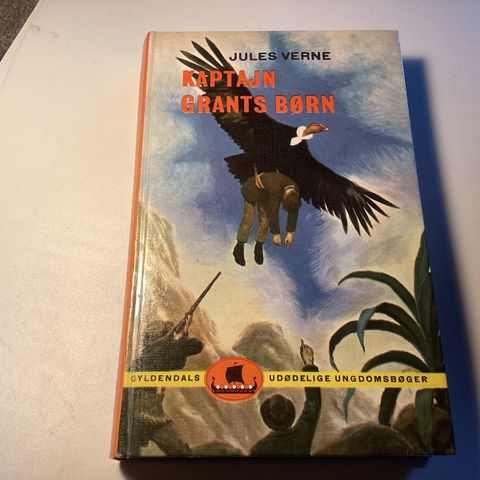 JULES VERNE
KAPTAJN
GRANTS BØRN
GYLDENDALS UDØDELIGE UNGDOMSBØGER